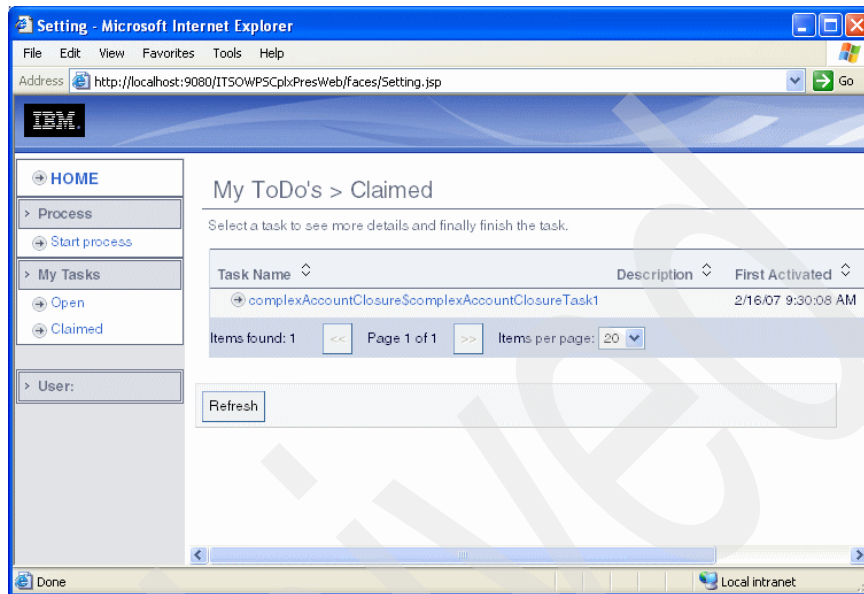 Setting - Microsoft Internet Explorer
File Edit View Favorites Tools Help
Address http://localhost:9080/ITSOWPSCplxPresWeb/faces/Setting.jsp Go
IBM.
HOME
> Process
Start process
> My Tasks
Open
Claimed
> User:
My ToDo's > Claimed
Select a task to see more details and finally finish the task.
Task Name Description First Activated
complexAccountClosure$complexAccountClosureTask1 2/16/07 9:30:08 AM
Items found: 1 << Page 1 of 1 >> Items per page: 20
Refresh
Done Local intranet